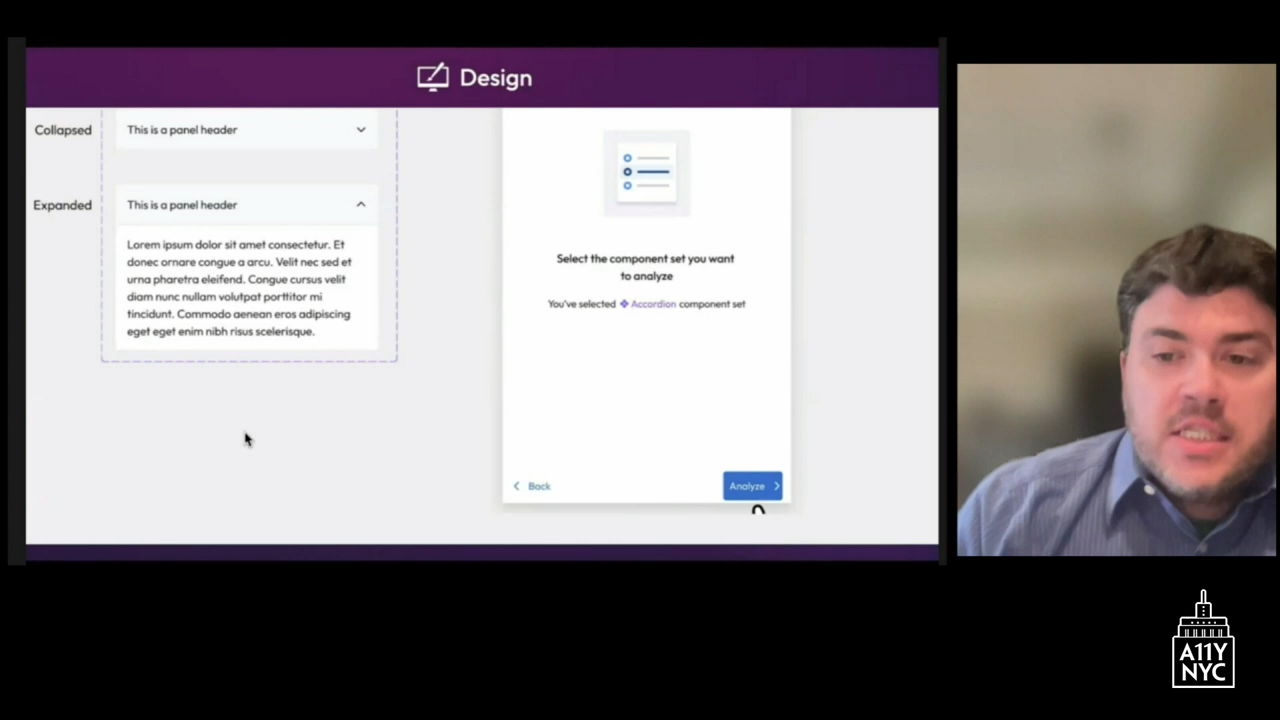 Design
Collapsed
This is a panel header
Expanded
This is a panel header
Lorem ipsum dolor sit amet consectetur. Et
donec ornare congue a arcu. Velit nec sed et
urna pharetra eleifend. Congue cursus velit
diam nunc nullam volutpat porttitor mi
tincidunt. Commodo aenean eros adipiscing
eget eget enim nibh risus scelerisque.
Select the component set you want
to analyze
You've selected Accordion component set
Back
Analyze
A11Y
NYC